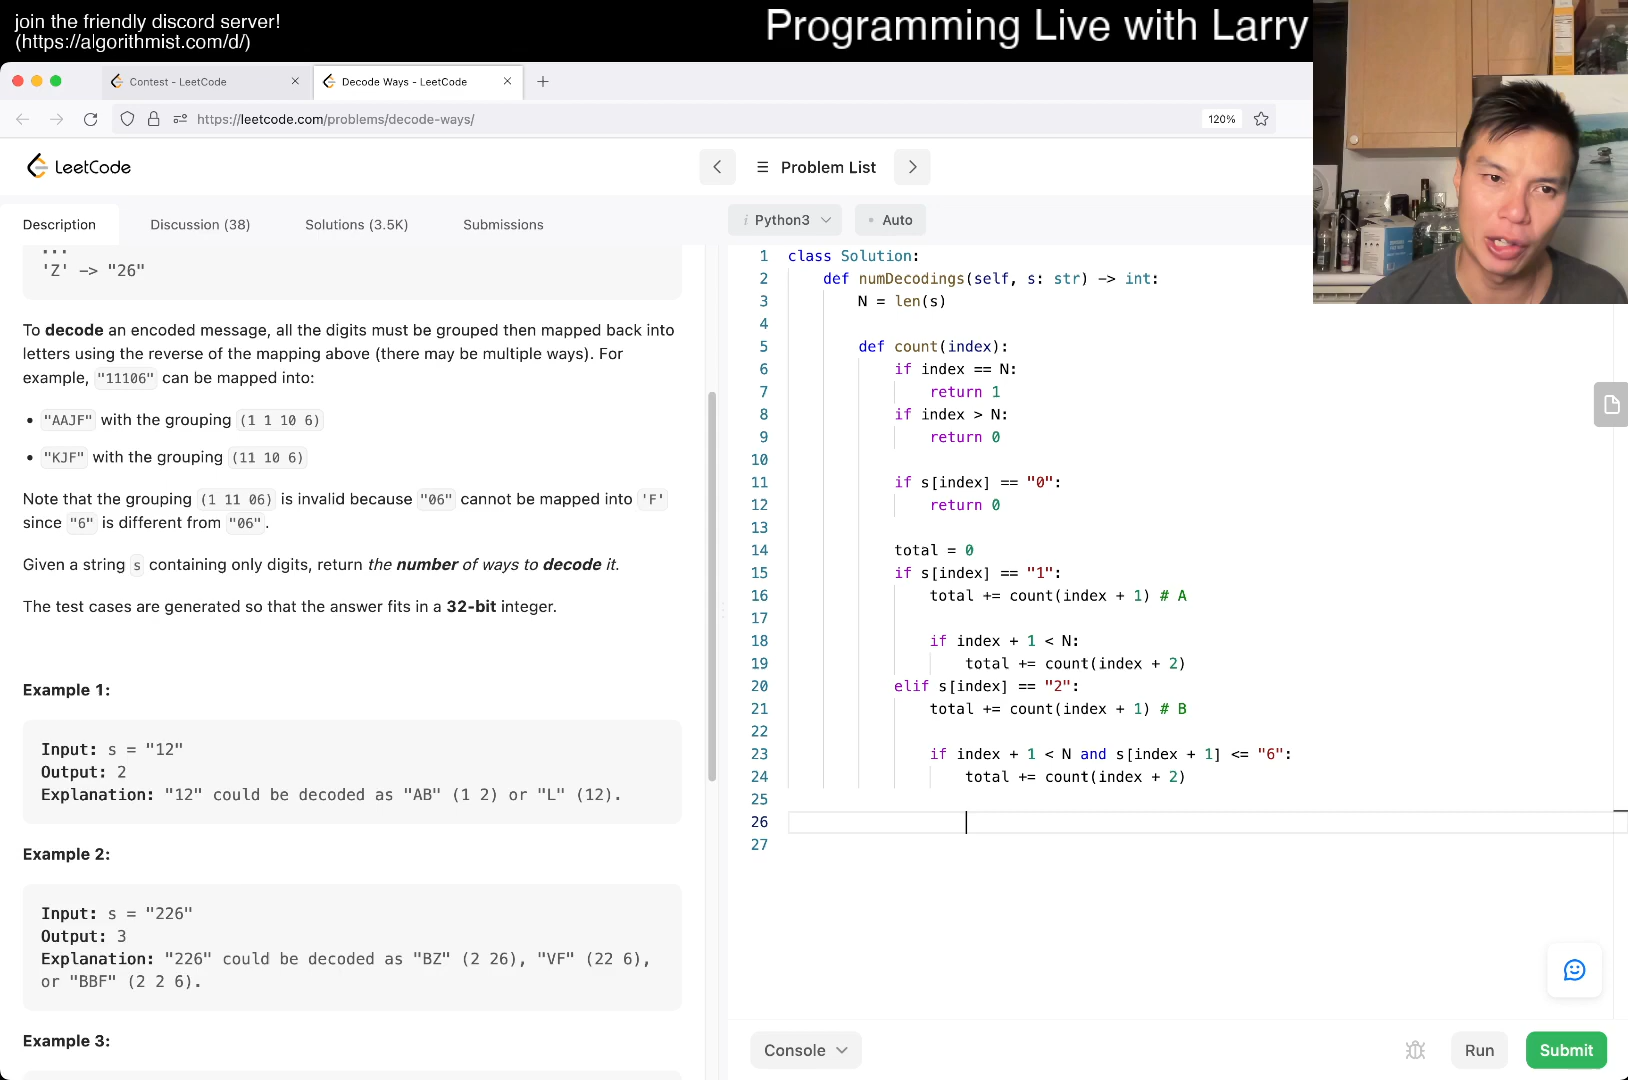 join the friendly discord server!
(https://algorithmist.com/d/)
Programming Live with Larry
Contest - LeetCode
Decode Ways - LeetCode
https://leetcode.com/problems/decode-ways/
120%
LeetCode
Problem List
Description
Discussion (38)
Solutions (3.5K)
Submissions
i Python3
Auto
...
'Z' -> "26"
To decode an encoded message, all the digits must be grouped then mapped back into
letters using the reverse of the mapping above (there may be multiple ways). For
example, "11106" can be mapped into:
• "AAJF" with the grouping (1 1 10 6)
• "KJF" with the grouping (11 10 6)
Note that the grouping (1 11 06) is invalid because "06" cannot be mapped into 'F'
since "6" is different from "06".
Given a string s containing only digits, return the number of ways to decode it.
The test cases are generated so that the answer fits in a 32-bit integer.
Example 1:
Input: s = "12"
Output: 2
Explanation: "12" could be decoded as "AB" (1 2) or "L" (12).
Example 2:
Input: s = "226"
Output: 3
Explanation: "226" could be decoded as "BZ" (2 26), "VF" (22 6),
or "BBF" (2 2 6).
Example 3:
1 class Solution:
2 def numDecodings(self, s: str) -> int:
3 N = len(s)
4
5 def count(index):
6 if index == N:
7 return 1
8 if index > N:
9 return 0
10
11 if s[index] == "0":
12 return 0
13
14 total = 0
15 if s[index] == "1":
16 total += count(index + 1) # A
17
18 if index + 1 < N:
19 total += count(index + 2)
20 elif s[index] == "2":
21 total += count(index + 1) # B
22
23 if index + 1 < N and s[index + 1] <= "6":
24 total += count(index + 2)
25
26
27
Console
Run
Submit